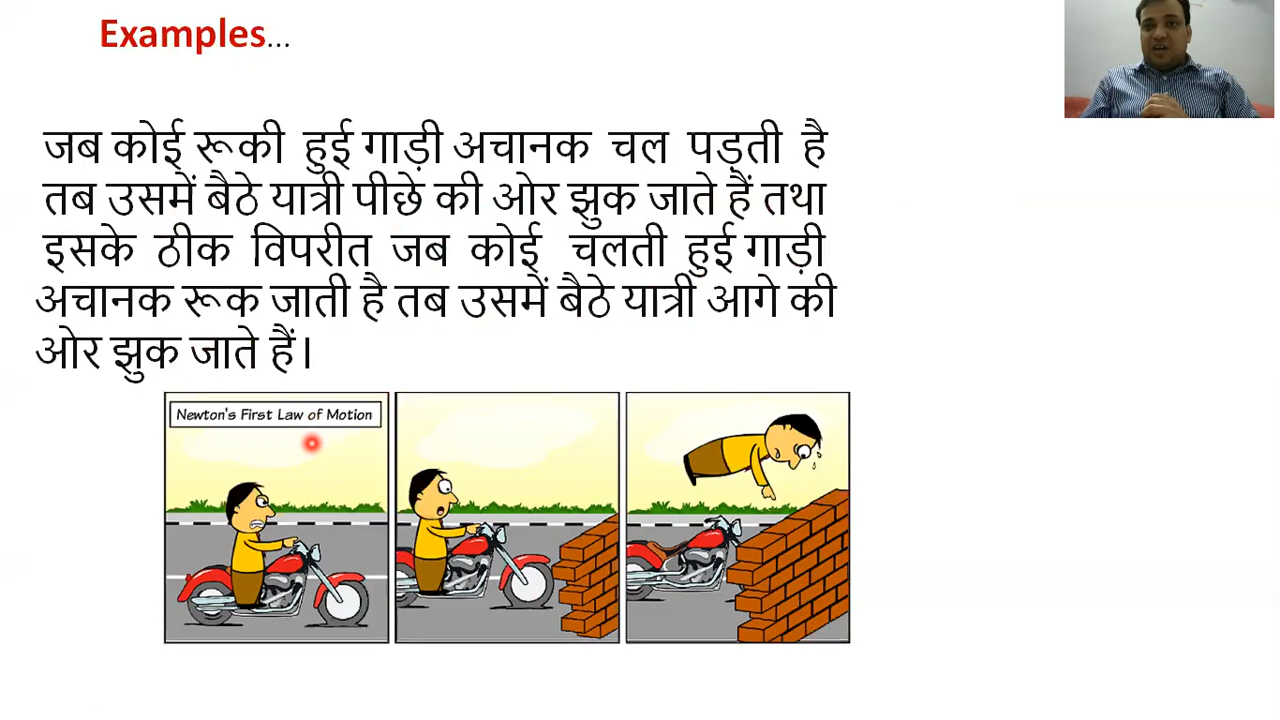 Examples...
जब कोई रूकी हुई गाड़ी अचानक चल पड़ती है
तब उसमें बैठे यात्री पीछे की ओर झुक जाते हैं तथा
इसके ठीक विपरीत जब कोई चलती हुई गाड़ी
अचानक रूक जाती है तब उसमें बैठे यात्री आगे की
ओर झुक जाते हैं।
Newton's First Law of Motion